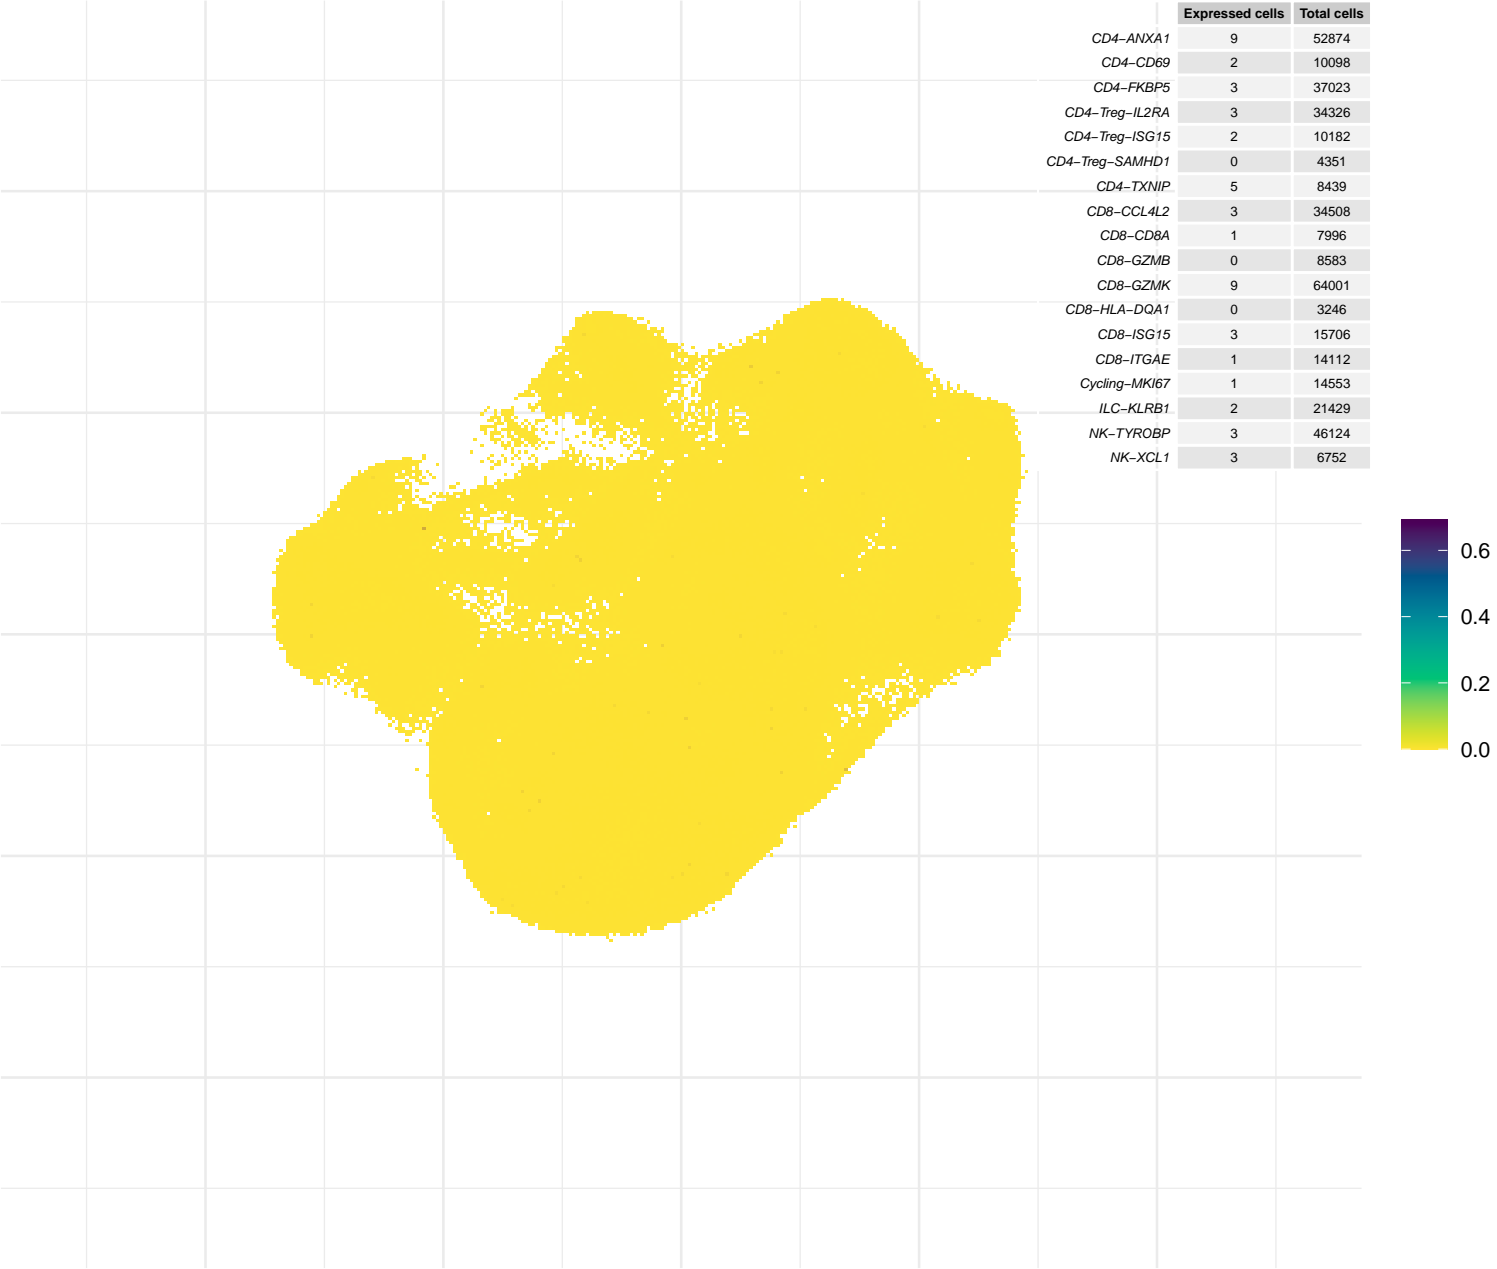 Expressed cells Total cells
CD4−ANXA1 9 52874
CD4−CD69 2 10098
CD4−FKBP5 3 37023
CD4−Treg−IL2RA 3 34326
CD4−Treg−ISG15 2 10182
CD4−Treg−SAMHD1 0 4351
CD4−TXNIP 5 8439
CD8−CCL4L2 3 34508
CD8−CD8A 1 7996
CD8−GZMB 0 8583
CD8−GZMK 9 64001
CD8−HLA−DQA1 0 3246
CD8−ISG15 3 15706
CD8−ITGAE 1 14112
Cycling−MKI67 1 14553
ILC−KLRB1 2 21429
NK−TYROBP 3 46124
NK−XCL1 3 6752
0.6
0.4
0.2
0.0